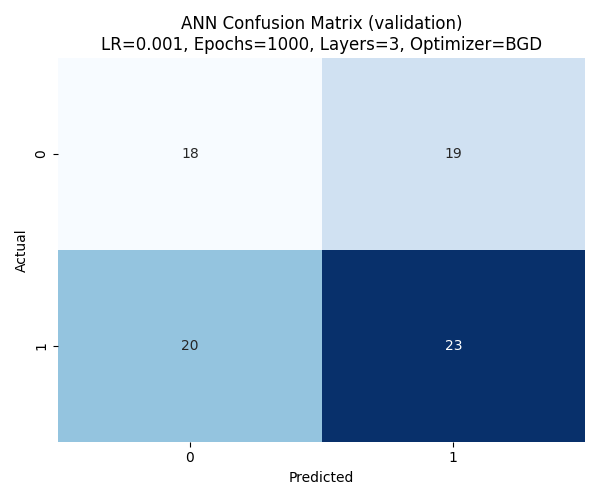 ANN Confusion Matrix (validation)
LR=0.001, Epochs=1000, Layers=3, Optimizer=BGD
0
18
19
Actual
1
20
23
0
1
Predicted